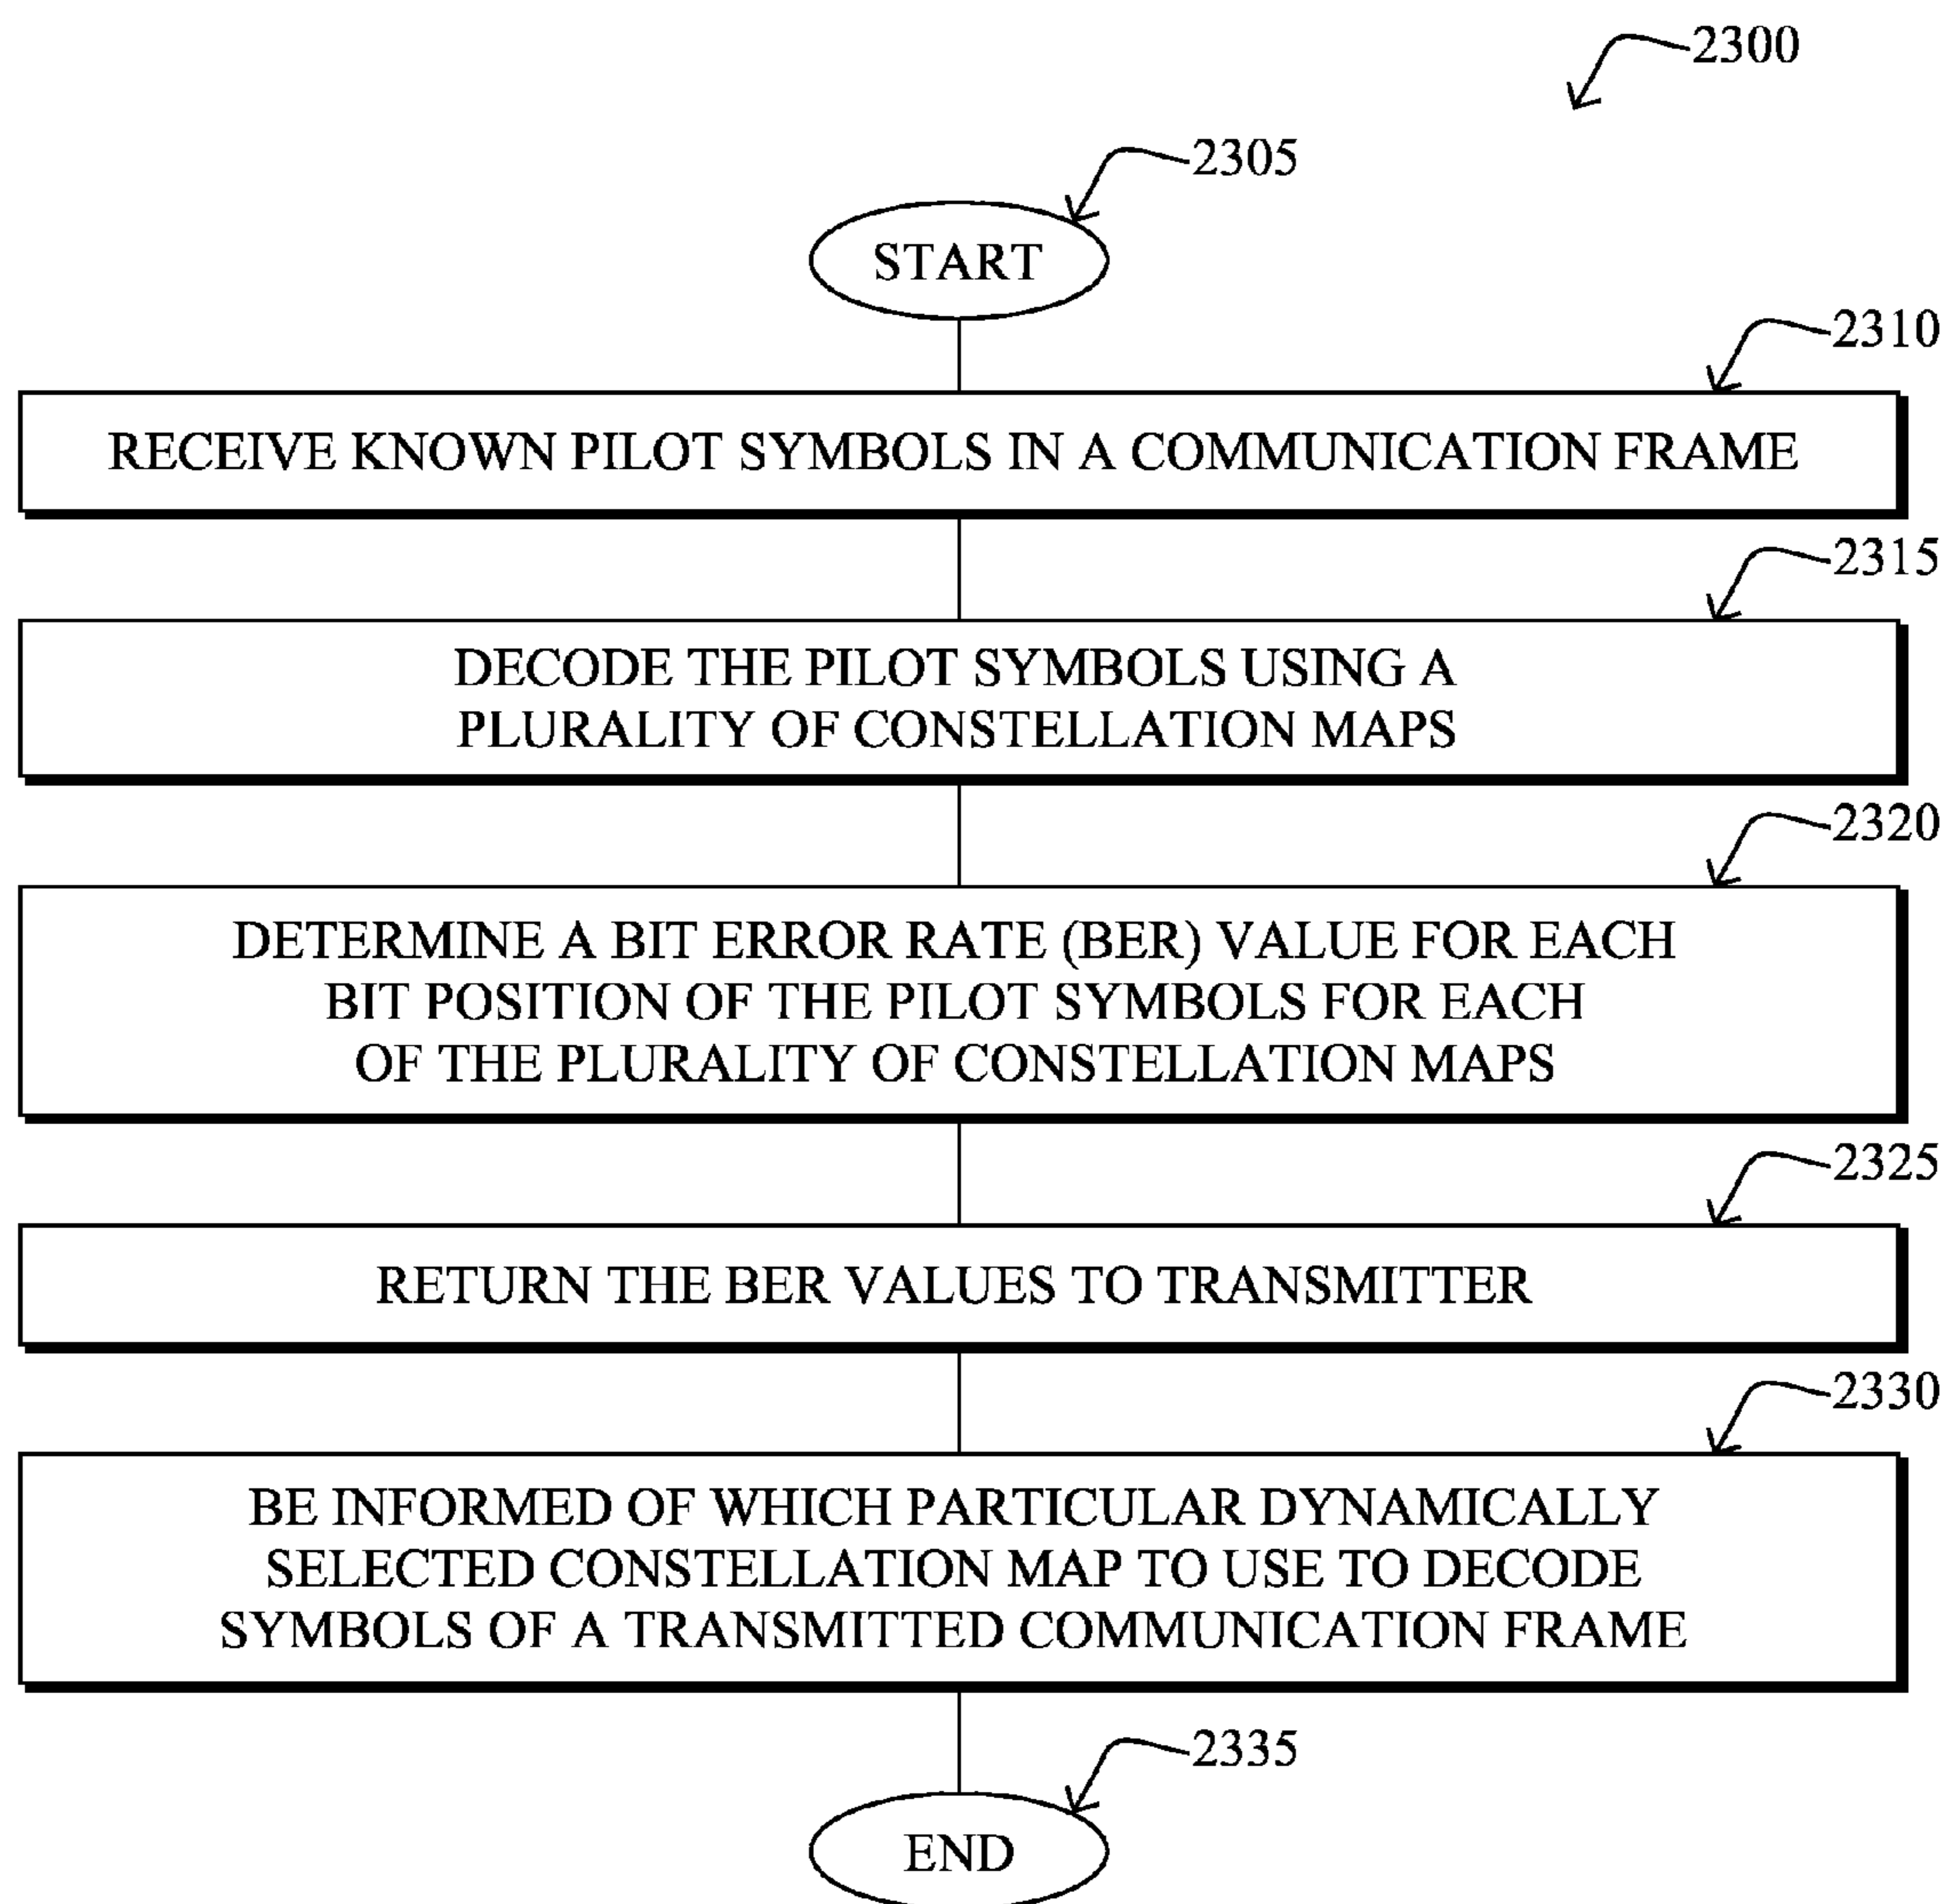 2300
2305
START
2310
RECEIVE KNOWN PILOT SYMBOLS IN A COMMUNICATION FRAME
2315
DECODE THE PILOT SYMBOLS USING A
PLURALITY OF CONSTELLATION MAPS
2320
DETERMINE A BIT ERROR RATE (BER) VALUE FOR EACH
BIT POSITION OF THE PILOT SYMBOLS FOR EACH
OF THE PLURALITY OF CONSTELLATION MAPS
2325
RETURN THE BER VALUES TO TRANSMITTER
2330
BE INFORMED OF WHICH PARTICULAR DYNAMICALLY
SELECTED CONSTELLATION MAP TO USE TO DECODE
SYMBOLS OF A TRANSMITTED COMMUNICATION FRAME
2335
END